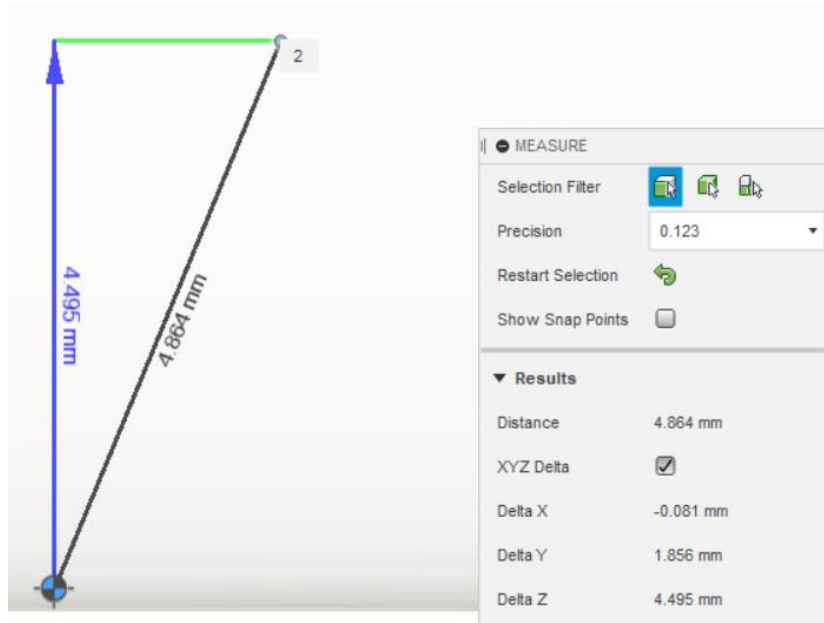 2
4.495 mm
4.864 mm
MEASURE
Selection Filter
Precision 0.123
Restart Selection
Show Snap Points
Results
Distance 4.864 mm
XYZ Delta
Delta X -0.081 mm
Delta Y 1.856 mm
Delta Z 4.495 mm